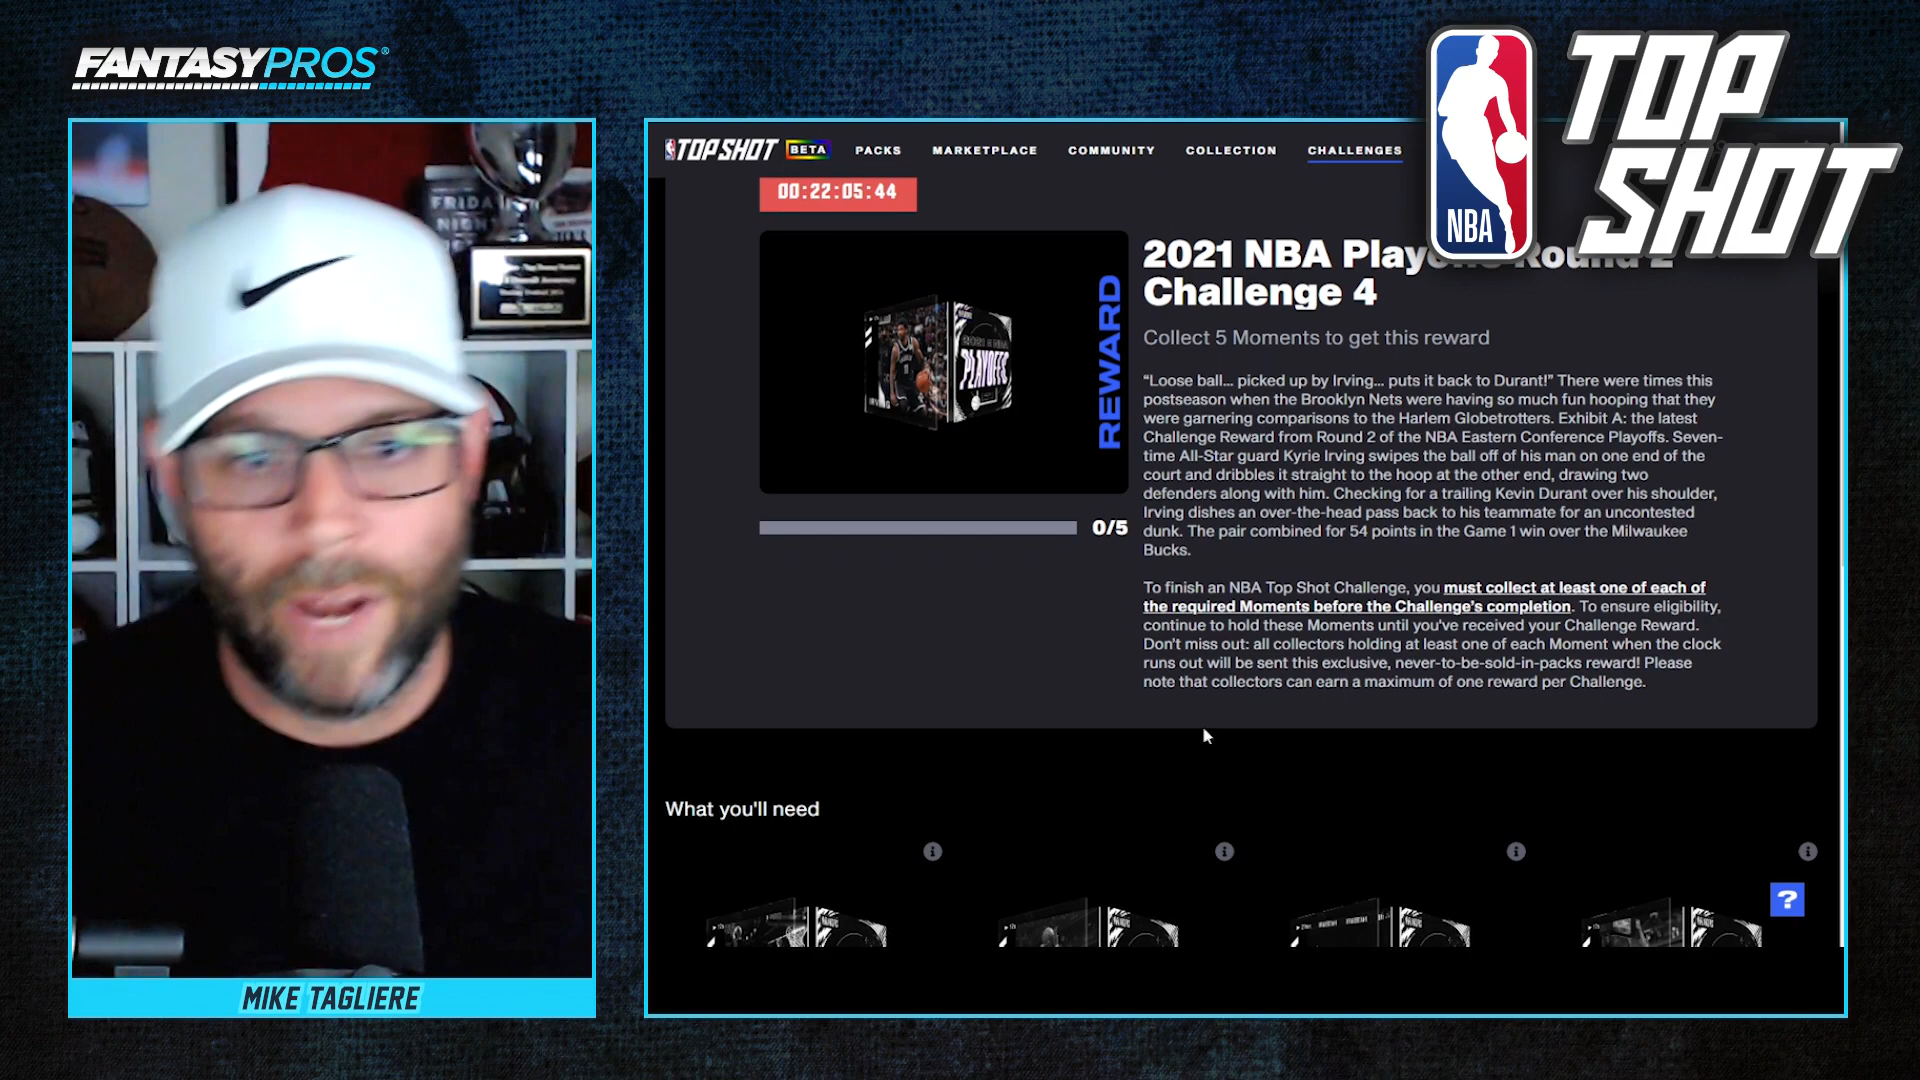 FANTASYPROS®
TOP
SHOT
NBA
TOP SHOT BETA PACKS MARKETPLACE COMMUNITY COLLECTION CHALLENGES
00:22:05:44
FRIDA
NIGH
REWARD
PLAYOFFS
2021 NBA Playoffs Round 2
Challenge 4
Collect 5 Moments to get this reward
“Loose ball... picked up by Irving... puts it back to Durant!” There were times this
postseason when the Brooklyn Nets were having so much fun hooping that they
were garnering comparisons to the Harlem Globetrotters. Exhibit A: the latest
Challenge Reward from Round 2 of the NBA Eastern Conference Playoffs. Seven-
time All-Star guard Kyrie Irving swipes the ball off of his man on one end of the
court and dribbles it straight to the hoop at the other end, drawing two
defenders along with him. Checking for a trailing Kevin Durant over his shoulder,
Irving dishes an over-the-head pass back to his teammate for an uncontested
dunk. The pair combined for 54 points in the Game 1 win over the Milwaukee
Bucks.
0/5
To finish an NBA Top Shot Challenge, you must collect at least one of each of
the required Moments before the Challenge's completion. To ensure eligibility,
continue to hold these Moments until you've received your Challenge Reward.
Don't miss out: all collectors holding at least one of each Moment when the clock
runs out will be sent this exclusive, never-to-be-sold-in-packs reward! Please
note that collectors can earn a maximum of one reward per Challenge.
What you'll need
?
MIKE TAGLIERE